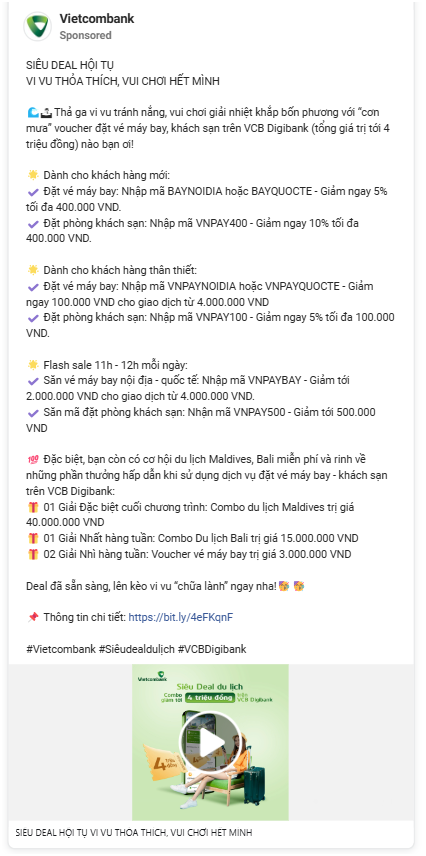 Vietcombank
Sponsored
SIÊU DEAL HỘI TỤ
VI VU THỎA THÍCH, VUI CHƠI HẾT MÌNH
🌊🏝️Thả ga vi vu tránh nắng, vui chơi giải nhiệt khắp bốn phương với “cơn
mưa” voucher đặt vé máy bay, khách sạn trên VCB Digibank (tổng giá trị tới 4
triệu đồng) nào bạn ơi!
🌟 Dành cho khách hàng mới:
✔️ Đặt vé máy bay: Nhập mã BAYNOIDIA hoặc BAYQUOCTE - Giảm ngay 5%
tối đa 400.000 VND.
✔️ Đặt phòng khách sạn: Nhập mã VNPAY400 - Giảm ngay 10% tối đa
400.000 VND.
🌟 Dành cho khách hàng thân thiết:
✔️ Đặt vé máy bay: Nhập mã VNPAYNOIDIA hoặc VNPAYQUOCTE - Giảm
ngay 100.000 VND cho giao dịch từ 4.000.000 VND
✔️ Đặt phòng khách sạn: Nhập mã VNPAY100 - Giảm ngay 5% tối đa 100.000
VND.
🌟 Flash sale 11h - 12h mỗi ngày:
✔️ Săn vé máy bay nội địa - quốc tế: Nhập mã VNPAYBAY - Giảm tới
2.000.000 VND cho giao dịch từ 4.000.000 VND.
✔️ Săn mã đặt phòng khách sạn: Nhận mã VNPAY500 - Giảm tới 500.000
VND
💯 Đặc biệt, bạn còn có cơ hội du lịch Maldives, Bali miễn phí và rinh về
những phần thưởng hấp dẫn khi sử dụng dịch vụ đặt vé máy bay - khách sạn
trên VCB Digibank:
🎁 01 Giải Đặc biệt cuối chương trình: Combo du lịch Maldives trị giá
40.000.000 VND
🎁 01 Giải Nhất hàng tuần: Combo Du lịch Bali trị giá 15.000.000 VND
🎁 02 Giải Nhì hàng tuần: Voucher vé máy bay trị giá 3.000.000 VND
Deal đã sẵn sàng, lên kèo vi vu “chữa lành” ngay nha!🥳 🥳
📌 Thông tin chi tiết: https://bit.ly/4eFKqnF
#Vietcombank #Siêudealdulịch #VCBDigibank
Vietcombank
Siêu Deal du lịch
Combo
giảm tới 4 triệu đồng trên
VCB Digibank
4 triệu
đồng
SIÊU DEAL HỘI TỤ VI VU THỎA THÍCH, VUI CHƠI HẾT MÌNH